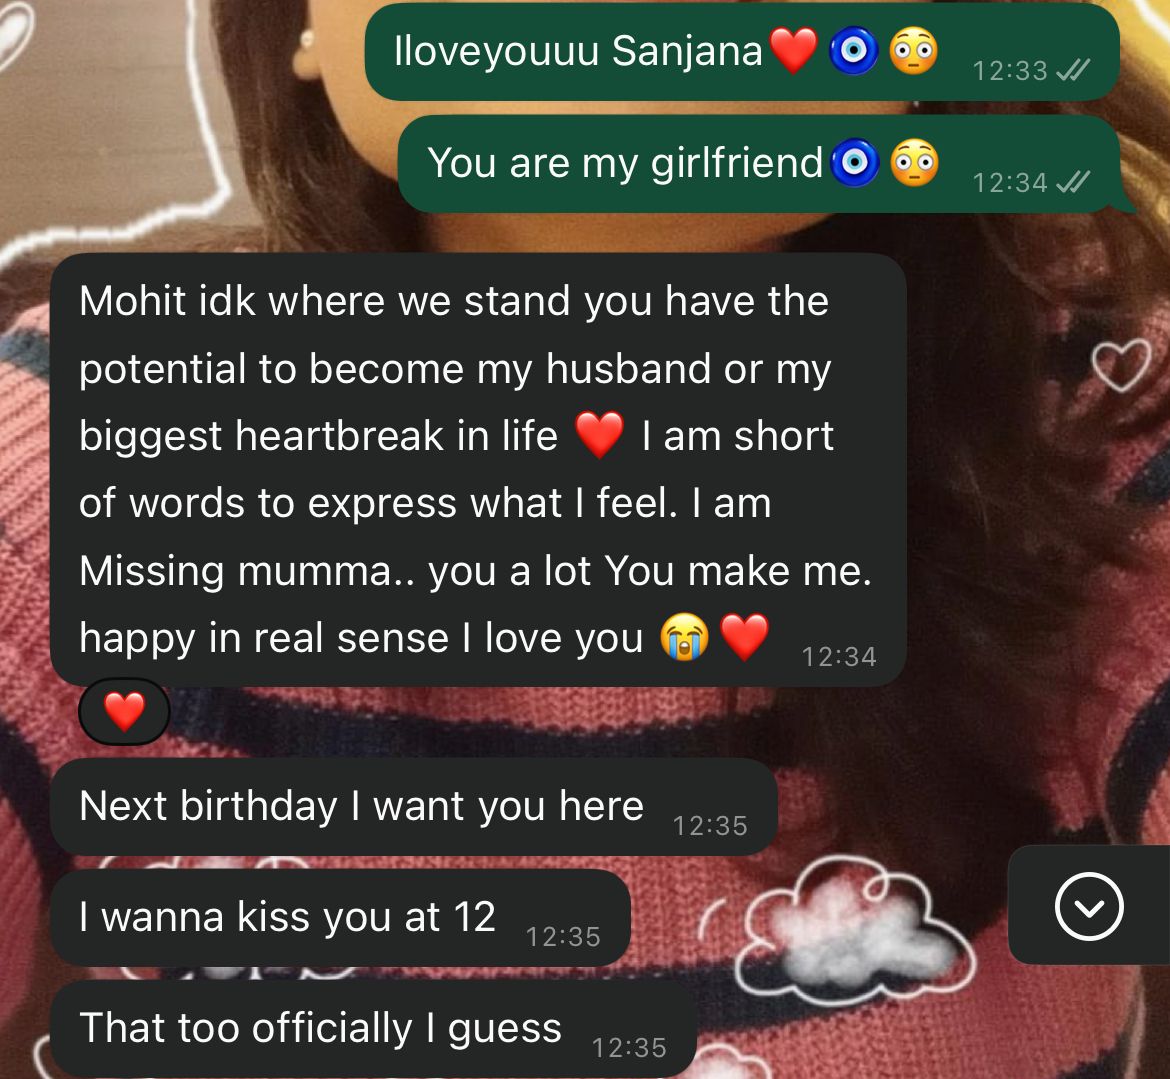 Iloveyouuu Sanjana❤️🧿😳
12:33
You are my girlfriend🧿😳
12:34
Mohit idk where we stand you have the
potential to become my husband or my
biggest heartbreak in life ❤️ I am short
of words to express what I feel. I am
Missing mumma.. you a lot You make me.
happy in real sense I love you 😭❤️
12:34
❤️
Next birthday I want you here
12:35
I wanna kiss you at 12
12:35
That too officially I guess
12:35